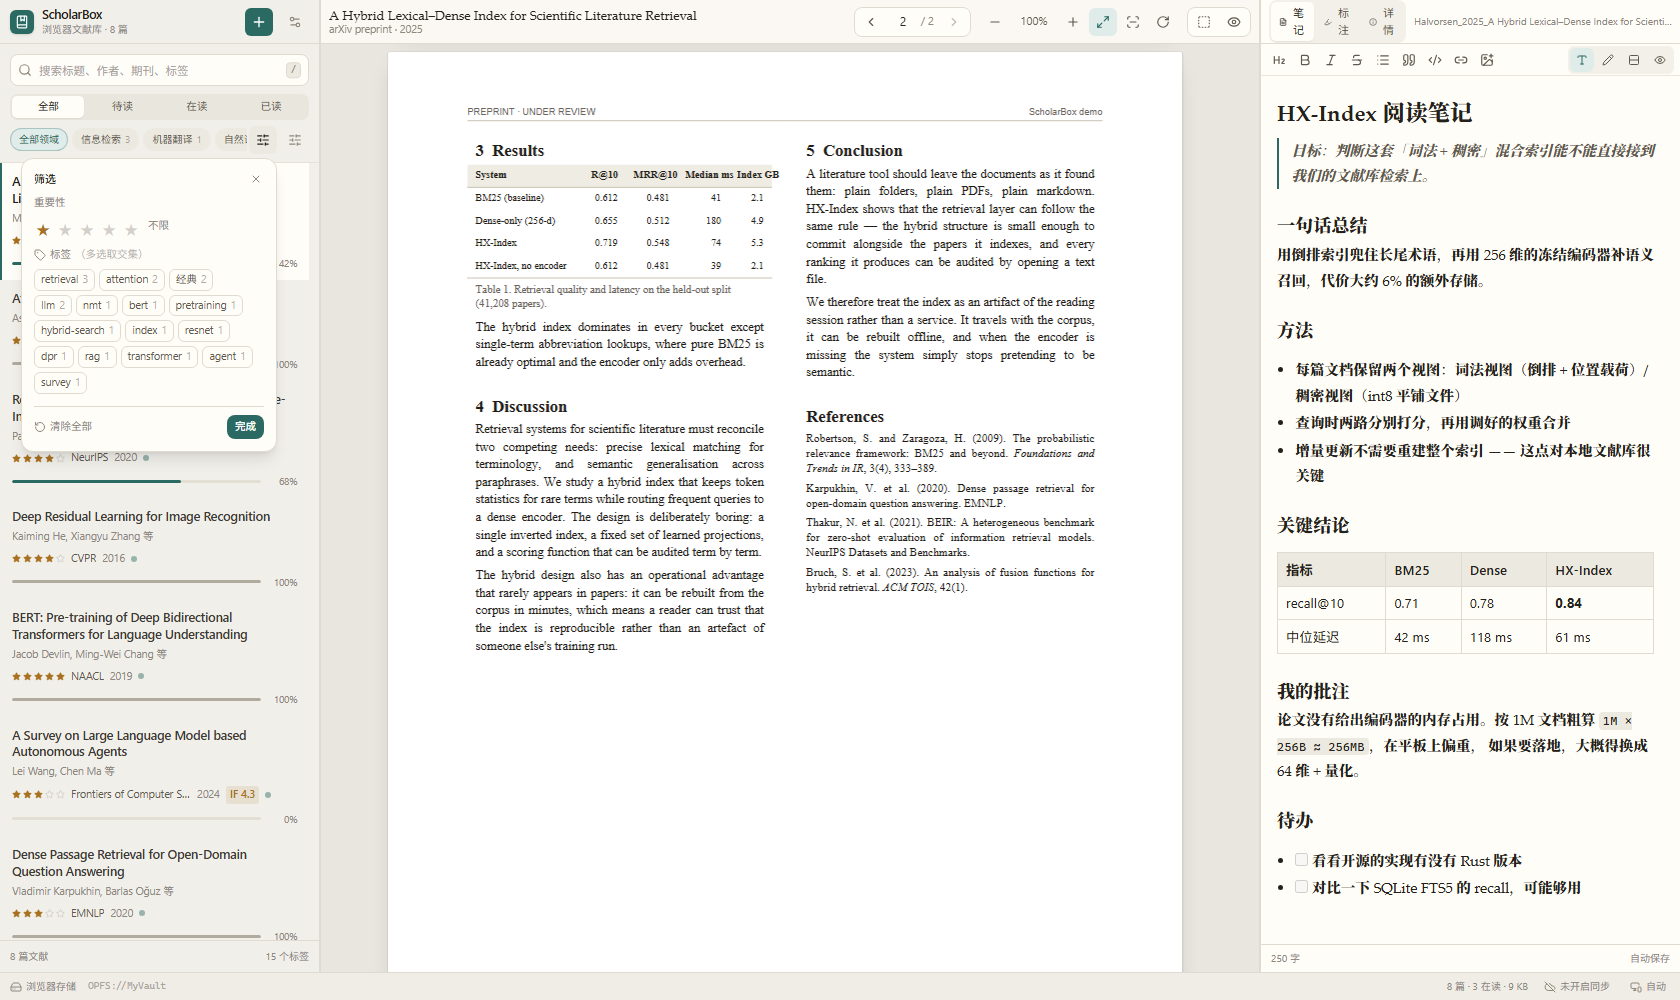 ScholarBox
浏览器文献库 · 8 篇
搜索标题、作者、期刊、标签
/
全部
待读
在读
已读
全部领域
信息检索 3
机器翻译 1
筛选
重要性
不限
标签 （多选取交集）
retrieval 3
attention 2
经典 2
llm 2
nmt 1
bert 1
pretraining 1
hybrid-search 1
index 1
resnet 1
dpr 1
rag 1
transformer 1
agent 1
survey 1
清除全部
完成
42%
NeurIPS 2020
68%
Deep Residual Learning for Image Recognition
Kaiming He, Xiangyu Zhang 等
CVPR 2016
100%
BERT: Pre-training of Deep Bidirectional
Transformers for Language Understanding
Jacob Devlin, Ming-Wei Chang 等
NAACL 2019
100%
A Survey on Large Language Model based
Autonomous Agents
Lei Wang, Chen Ma 等
Frontiers of Computer S... 2024 IF 4.3
0%
Dense Passage Retrieval for Open-Domain
Question Answering
Vladimir Karpukhin, Barlas Oğuz 等
EMNLP 2020
100%
8 篇文献
15 个标签
浏览器存储 OPFS://MyVault
A Hybrid Lexical–Dense Index for Scientific Literature Retrieval
arXiv preprint · 2025
2 / 2
100%
PREPRINT · UNDER REVIEW
ScholarBox demo
3 Results
System R@10 MRR@10 Median ms Index GB
BM25 (baseline) 0.612 0.481 41 2.1
Dense-only (256-d) 0.655 0.512 180 4.9
HX-Index 0.719 0.548 74 5.3
HX-Index, no encoder 0.612 0.481 39 2.1
Table 1. Retrieval quality and latency on the held-out split
(41,208 papers).
The hybrid index dominates in every bucket except
single-term abbreviation lookups, where pure BM25 is
already optimal and the encoder only adds overhead.
4 Discussion
Retrieval systems for scientific literature must reconcile
two competing needs: precise lexical matching for
terminology, and semantic generalisation across
paraphrases. We study a hybrid index that keeps token
statistics for rare terms while routing frequent queries to
a dense encoder. The design is deliberately boring: a
single inverted index, a fixed set of learned projections,
and a scoring function that can be audited term by term.
The hybrid design also has an operational advantage
that rarely appears in papers: it can be rebuilt from the
corpus in minutes, which means a reader can trust that
the index is reproducible rather than an artefact of
someone else's training run.
5 Conclusion
A literature tool should leave the documents as it found
them: plain folders, plain PDFs, plain markdown.
HX-Index shows that the retrieval layer can follow the
same rule — the hybrid structure is small enough to
commit alongside the papers it indexes, and every
ranking it produces can be audited by opening a text
file.
We therefore treat the index as an artifact of the reading
session rather than a service. It travels with the corpus,
it can be rebuilt offline, and when the encoder is
missing the system simply stops pretending to be
semantic.
References
Robertson, S. and Zaragoza, H. (2009). The probabilistic
relevance framework: BM25 and beyond. Foundations and
Trends in IR, 3(4), 333–389.
Karpukhin, V. et al. (2020). Dense passage retrieval for
open-domain question answering. EMNLP.
Thakur, N. et al. (2021). BEIR: A heterogeneous benchmark
for zero-shot evaluation of information retrieval models.
NeurIPS Datasets and Benchmarks.
Bruch, S. et al. (2023). An analysis of fusion functions for
hybrid retrieval. ACM TOIS, 42(1).
笔记
标注
详情
Halvorsen_2025_A Hybrid Lexical–Dense Index for Scienti...
H2
HX-Index 阅读笔记
目标：判断这套「词法 + 稠密」混合索引能不能直接接到
我们的文献库检索上。
一句话总结
用倒排索引兜住长尾术语，再用 256 维的冻结编码器补语义
召回，代价大约 6% 的额外存储。
方法
每篇文档保留两个视图：词法视图（倒排 + 位置载荷）/
稠密视图（int8 平铺文件）
查询时两路分别打分，再用调好的权重合并
增量更新不需要重建整个索引 —— 这点对本地文献库很
关键
关键结论
指标 BM25 Dense HX-Index
recall@10 0.71 0.78 0.84
中位延迟 42 ms 118 ms 61 ms
我的批注
论文没有给出编码器的内存占用。按 1M 文档粗算 1M ×
256B ≈ 256MB，在平板上偏重，如果要落地，大概得换成
64 维 + 量化。
待办
看看开源的实现有没有 Rust 版本
对比一下 SQLite FTS5 的 recall，可能够用
250 字
自动保存
8 篇 · 3 在读 · 9 KB
未开启同步
自动